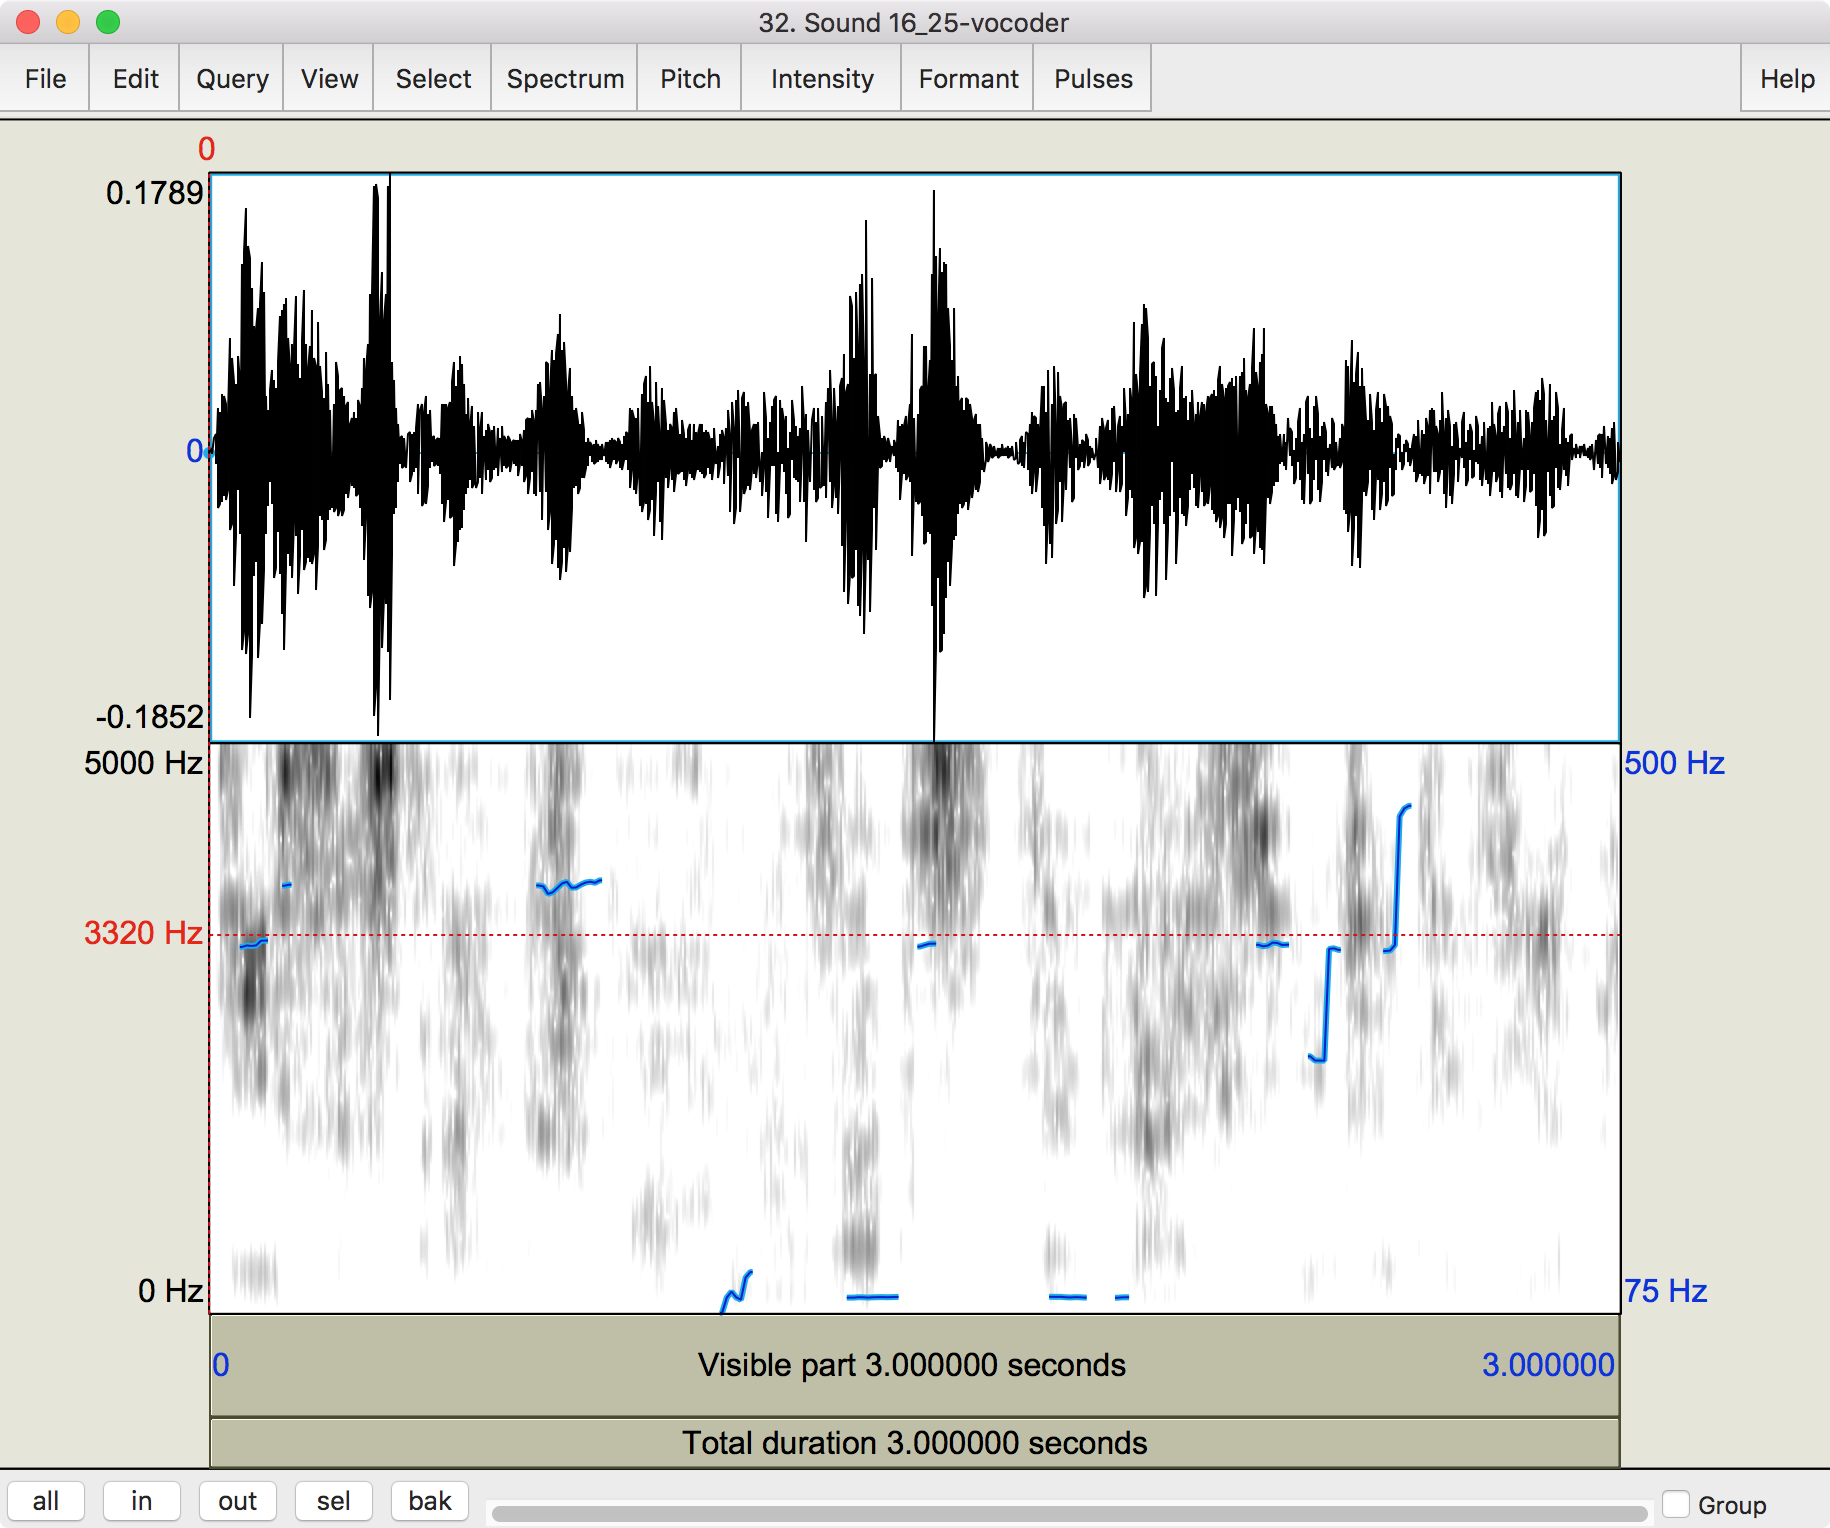 32. Sound 16_25-vocoder
File Edit Query View Select Spectrum Pitch Intensity Formant Pulses Help
0
0.1789
0
-0.1852
5000 Hz 500 Hz
3320 Hz
0 Hz 75 Hz
0 Visible part 3.000000 seconds 3.000000
Total duration 3.000000 seconds
all in out sel bak Group